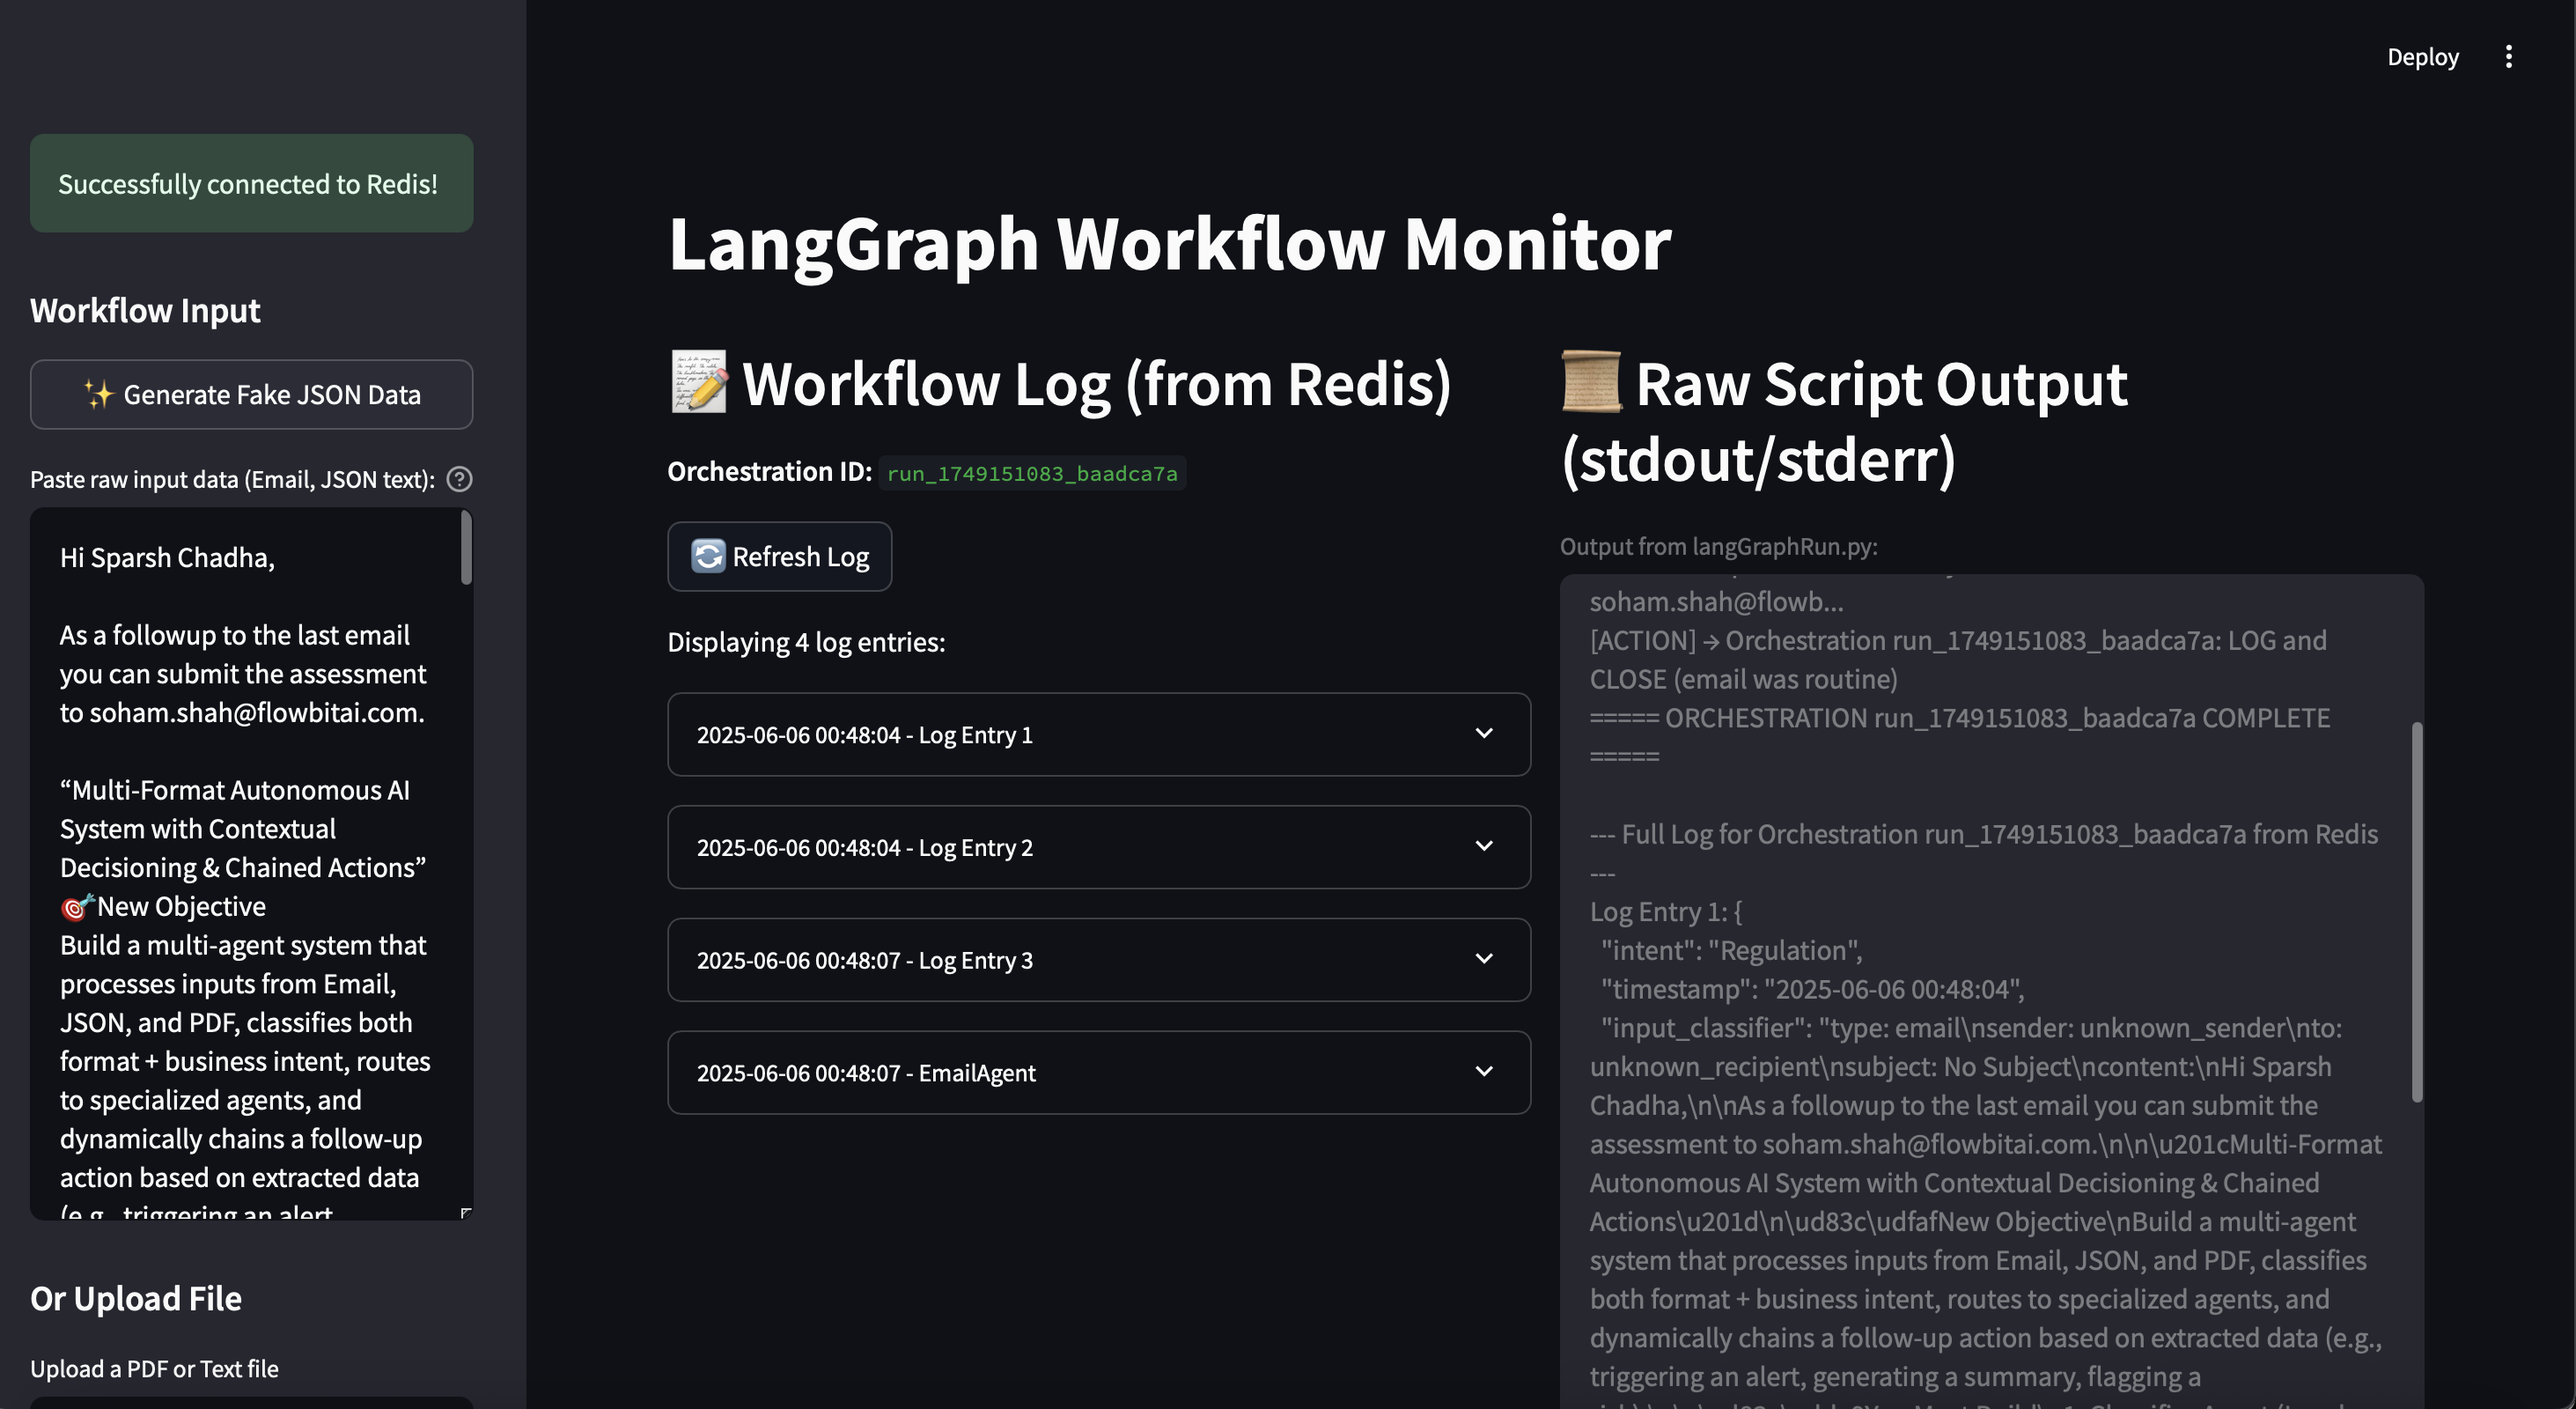 Deploy
Successfully connected to Redis!
Workflow Input
✨ Generate Fake JSON Data
Paste raw input data (Email, JSON text):
Hi Sparsh Chadha,
As a followup to the last email
you can submit the assessment
to soham.shah@flowbitai.com.
“Multi-Format Autonomous AI
System with Contextual
Decisioning & Chained Actions”
🎯New Objective
Build a multi-agent system that
processes inputs from Email,
JSON, and PDF, classifies both
format + business intent, routes
to specialized agents, and
dynamically chains a follow-up
action based on extracted data
(e.g., triggering an alert,
Or Upload File
Upload a PDF or Text file
LangGraph Workflow Monitor
📝 Workflow Log (from Redis)
Orchestration ID: run_1749151083_baadca7a
🔄 Refresh Log
Displaying 4 log entries:
2025-06-06 00:48:04 - Log Entry 1
2025-06-06 00:48:04 - Log Entry 2
2025-06-06 00:48:07 - Log Entry 3
2025-06-06 00:48:07 - EmailAgent
📜 Raw Script Output
(stdout/stderr)
Output from langGraphRun.py:
soham.shah@flowb...
[ACTION] → Orchestration run_1749151083_baadca7a: LOG and
CLOSE (email was routine)
===== ORCHESTRATION run_1749151083_baadca7a COMPLETE
=====
--- Full Log for Orchestration run_1749151083_baadca7a from Redis
---
Log Entry 1: {
"intent": "Regulation",
"timestamp": "2025-06-06 00:48:04",
"input_classifier": "type: email\nsender: unknown_sender\nto:
unknown_recipient\nsubject: No Subject\ncontent:\nHi Sparsh
Chadha,\n\nAs a followup to the last email you can submit the
assessment to soham.shah@flowbitai.com.\n\n\u201cMulti-Format
Autonomous AI System with Contextual Decisioning & Chained
Actions\u201d\n\ud83c\udfafNew Objective\nBuild a multi-agent
system that processes inputs from Email, JSON, and PDF, classifies
both format + business intent, routes to specialized agents, and
dynamically chains a follow-up action based on extracted data (e.g.,
triggering an alert, generating a summary, flagging a